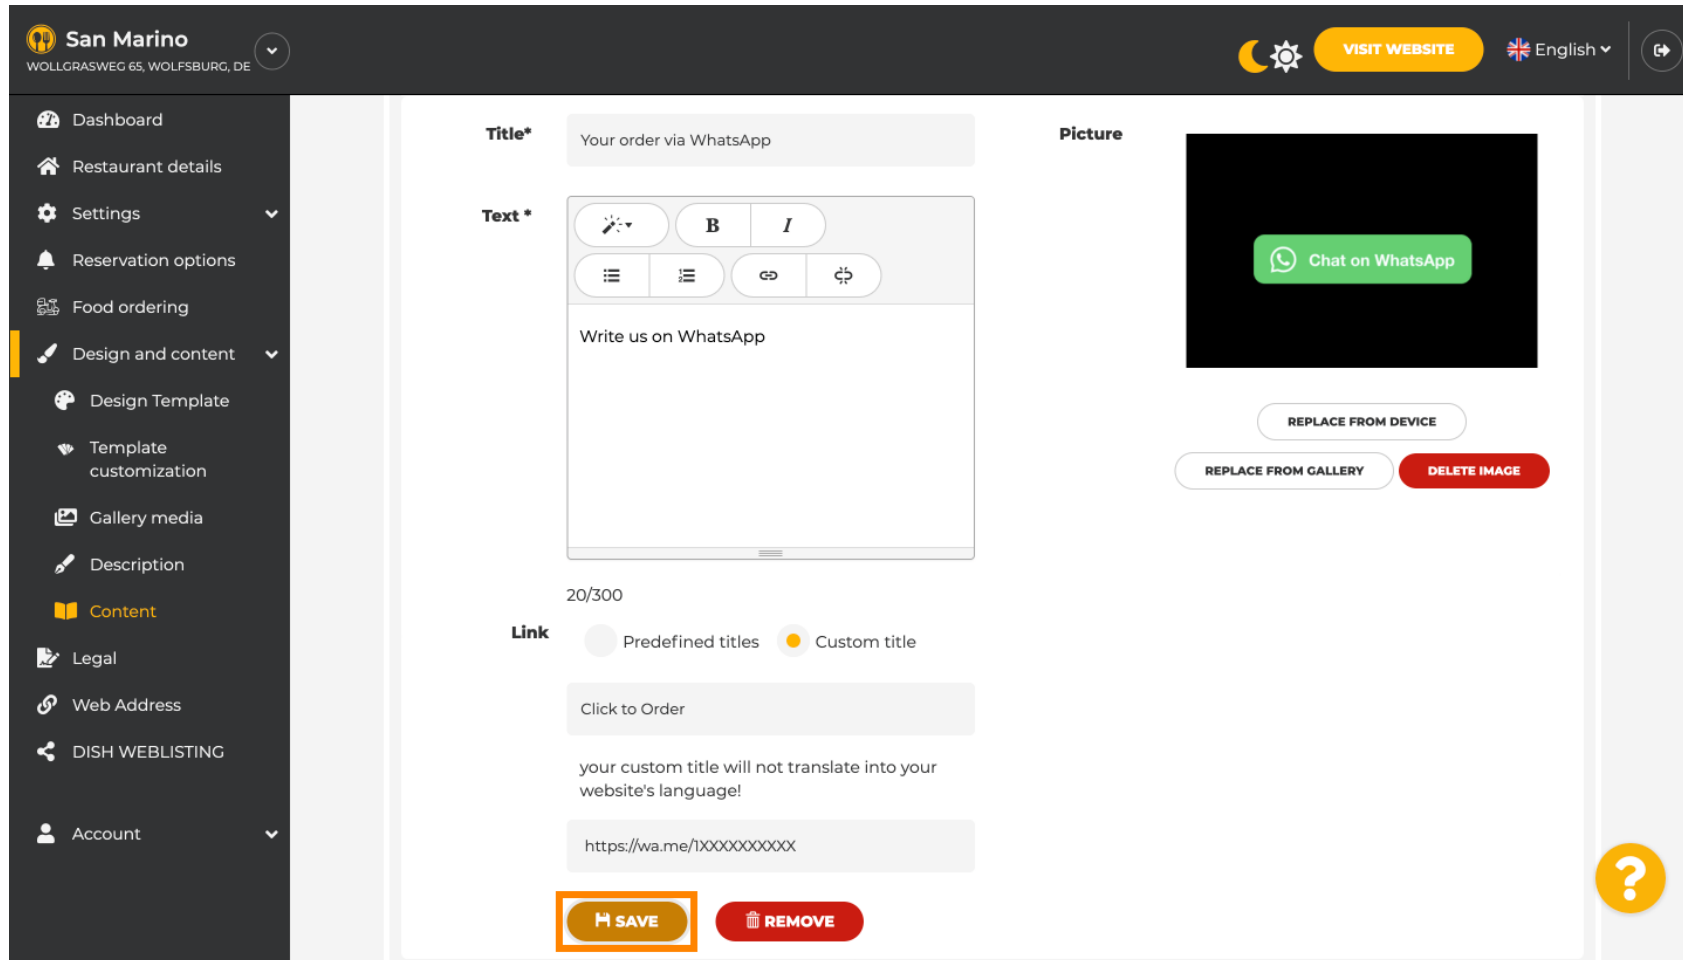 San Marino
WOLLGRASWEG 65, WOLFSBURG, DE
VISIT WEBSITE
English
Dashboard
Restaurant details
Settings
Reservation options
Food ordering
Design and content
Design Template
Template
customization
Gallery media
Description
Content
Legal
Web Address
DISH WEBLISTING
Account
Title*
Your order via WhatsApp
Text *
B I
Write us on WhatsApp
20/300
Link
Predefined titles
Custom title
Click to Order
your custom title will not translate into your
website's language!
https://wa.me/1XXXXXXXXXX
SAVE
REMOVE
Picture
Chat on WhatsApp
REPLACE FROM DEVICE
REPLACE FROM GALLERY
DELETE IMAGE
?